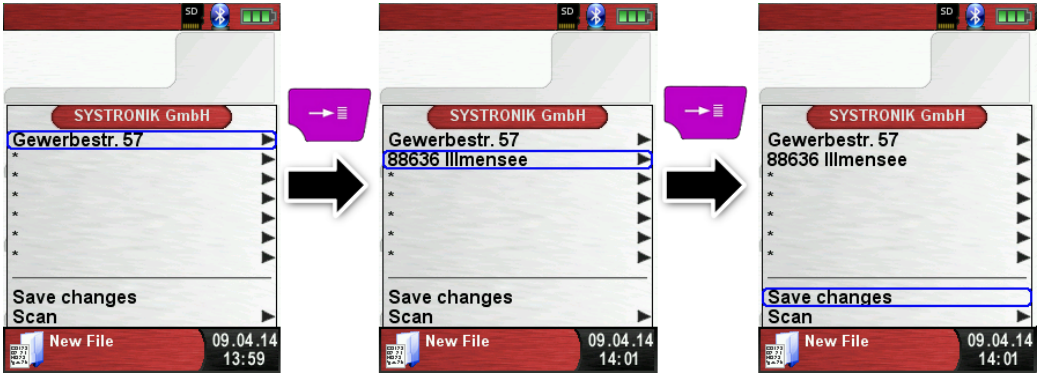 SD
SYSTRONIK GmbH
Gewerbestr. 57
*
*
*
*
*
*
Save changes
Scan
New File
09.04.14
13:59
SD
SYSTRONIK GmbH
Gewerbestr. 57
88636 Illmensee
*
*
*
*
*
Save changes
Scan
New File
09.04.14
14:01
SD
SYSTRONIK GmbH
Gewerbestr. 57
88636 Illmensee
*
*
*
*
*
Save changes
Scan
New File
09.04.14
14:01